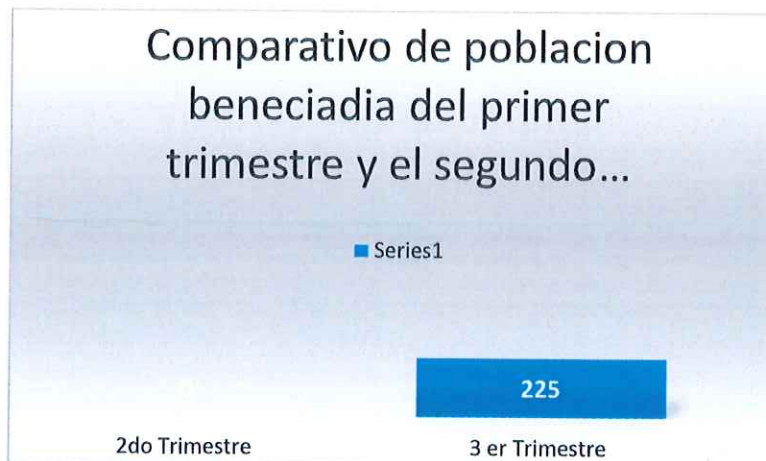 Comparativo de poblacion
beneciadia del primer
trimestre y el segundo...
Series1
225
2do Trimestre
3 er Trimestre